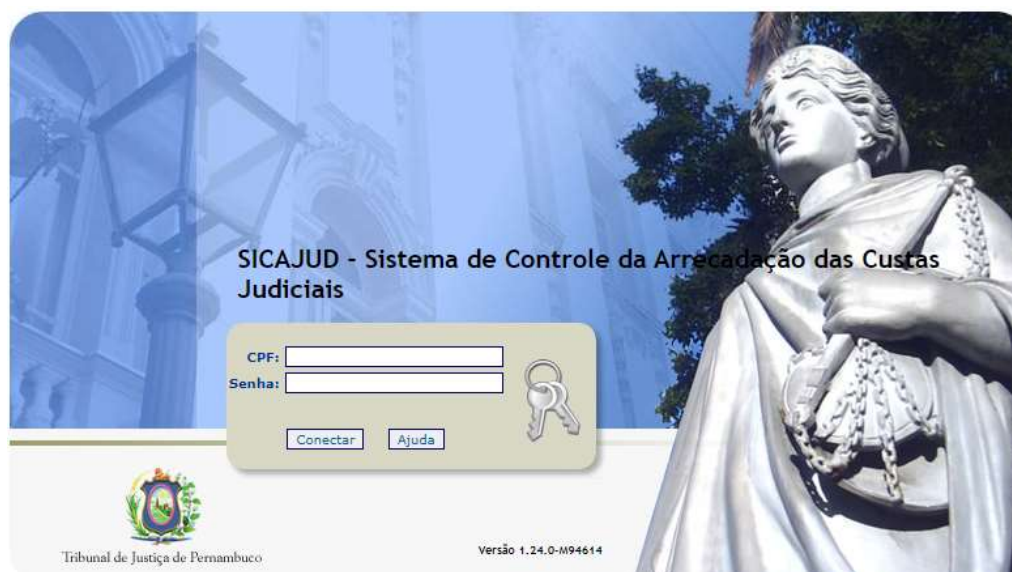 SICAJUD - Sistema de Controle da Arrecadação das Custas
Judiciais
CPF:
Senha:
Conectar Ajuda
Tribunal de Justiça de Pernambuco
Versão 1.24.0-M94614